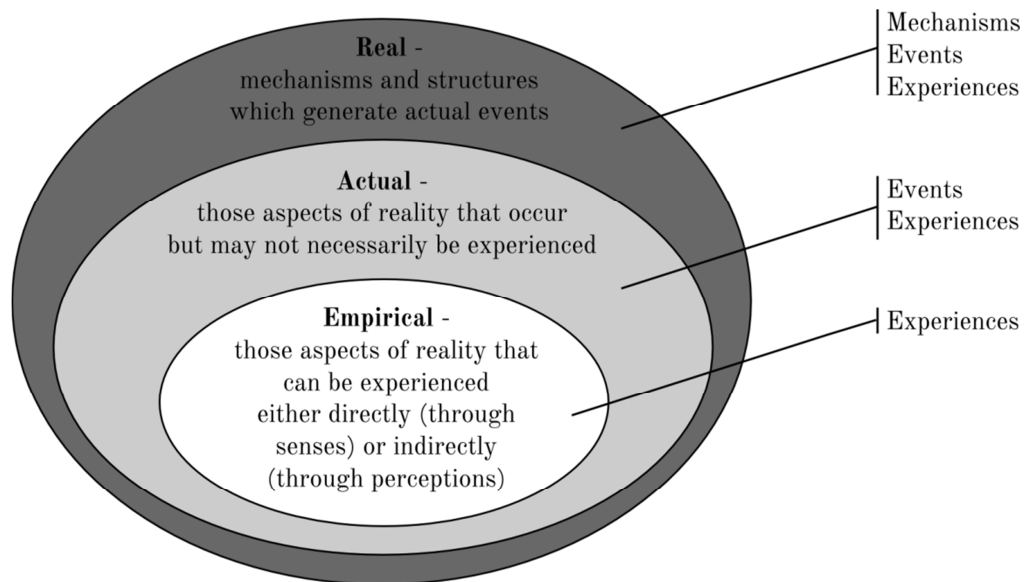 Real -
mechanisms and structures
which generate actual events
Actual -
those aspects of reality that occur
but may not necessarily be experienced
Empirical -
those aspects of reality that
can be experienced
either directly (through
senses) or indirectly
(through perceptions)
Mechanisms
Events
Experiences
Events
Experiences
Experiences